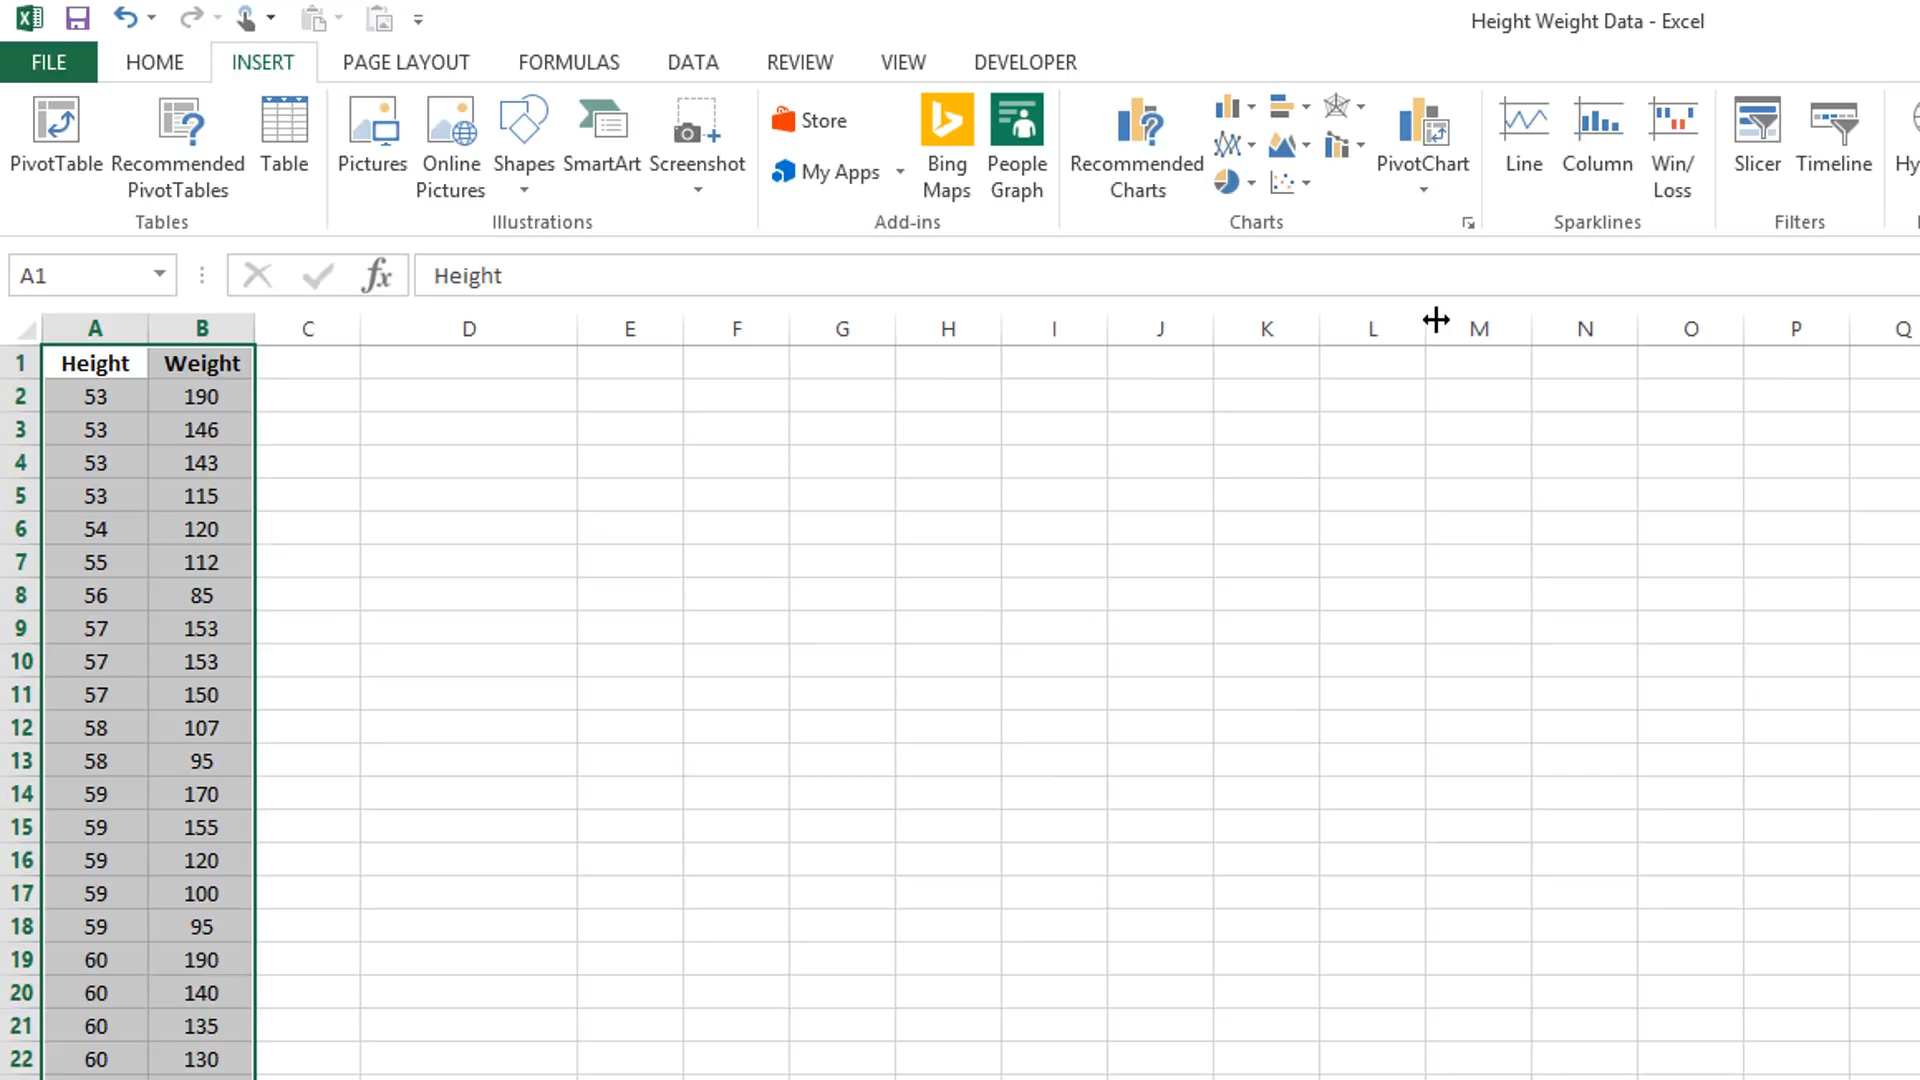 Height Weight Data - Excel
FILE HOME INSERT PAGE LAYOUT FORMULAS DATA REVIEW VIEW DEVELOPER
PivotTable Recommended PivotTables Table
Tables
Pictures Online Pictures Shapes SmartArt Screenshot
Illustrations
Store
My Apps
Bing Maps People Graph
Add-ins
Recommended Charts PivotChart
Charts
Line Column Win/ Loss
Sparklines
Slicer Timeline
Filters
Hy
A1 fx Height
A B C D E F G H I J K L M N O P Q
1 Height Weight
2 53 190
3 53 146
4 53 143
5 53 115
6 54 120
7 55 112
8 56 85
9 57 153
10 57 153
11 57 150
12 58 107
13 58 95
14 59 170
15 59 155
16 59 120
17 59 100
18 59 95
19 60 190
20 60 140
21 60 135
22 60 130